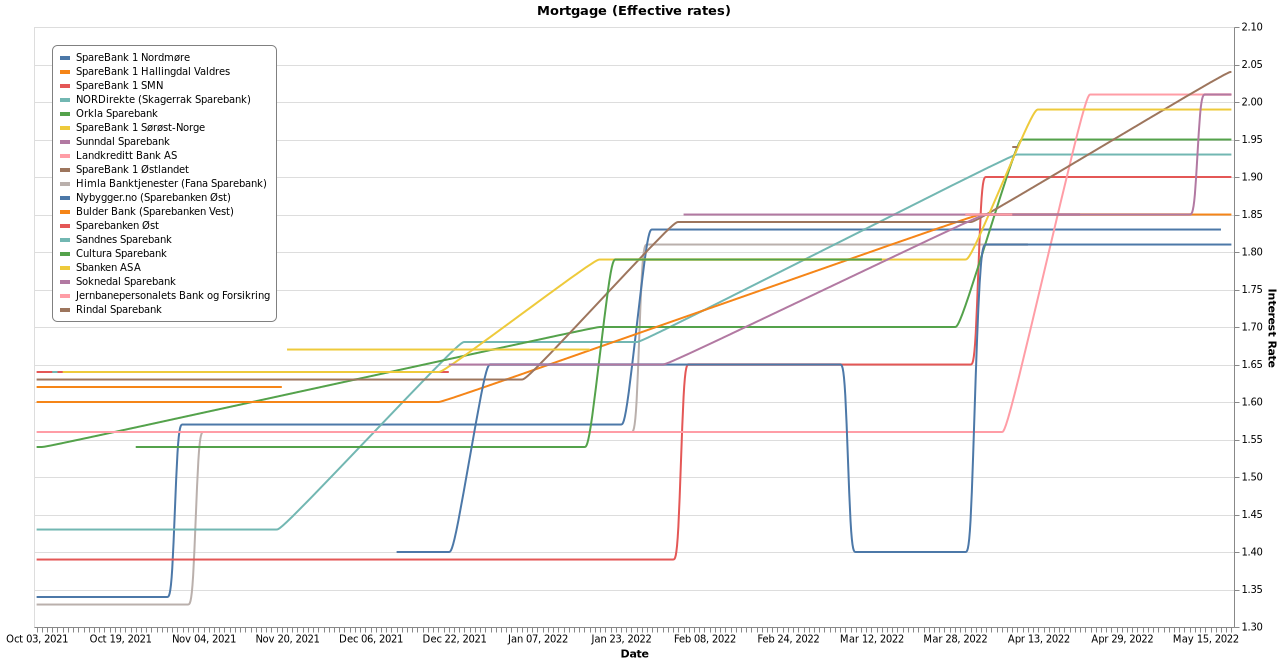 Mortgage (Effective rates)
SpareBank 1 Nordmøre
SpareBank 1 Hallingdal Valdres
SpareBank 1 SMN
NORDirekte (Skagerrak Sparebank)
Orkla Sparebank
SpareBank 1 Sørøst-Norge
Sunndal Sparebank
Landkreditt Bank AS
SpareBank 1 Østlandet
Himla Banktjenester (Fana Sparebank)
Nybygger.no (Sparebanken Øst)
Bulder Bank (Sparebanken Vest)
Sparebanken Øst
Sandnes Sparebank
Cultura Sparebank
Sbanken ASA
Soknedal Sparebank
Jernbanepersonalets Bank og Forsikring
Rindal Sparebank
2.10
2.05
2.00
1.95
1.90
1.85
1.80
1.75
1.70
1.65
1.60
1.55
1.50
1.45
1.40
1.35
1.30
Interest Rate
Oct 03, 2021 Oct 19, 2021 Nov 04, 2021 Nov 20, 2021 Dec 06, 2021 Dec 22, 2021 Jan 07, 2022 Jan 23, 2022 Feb 08, 2022 Feb 24, 2022 Mar 12, 2022 Mar 28, 2022 Apr 13, 2022 Apr 29, 2022 May 15, 2022
Date